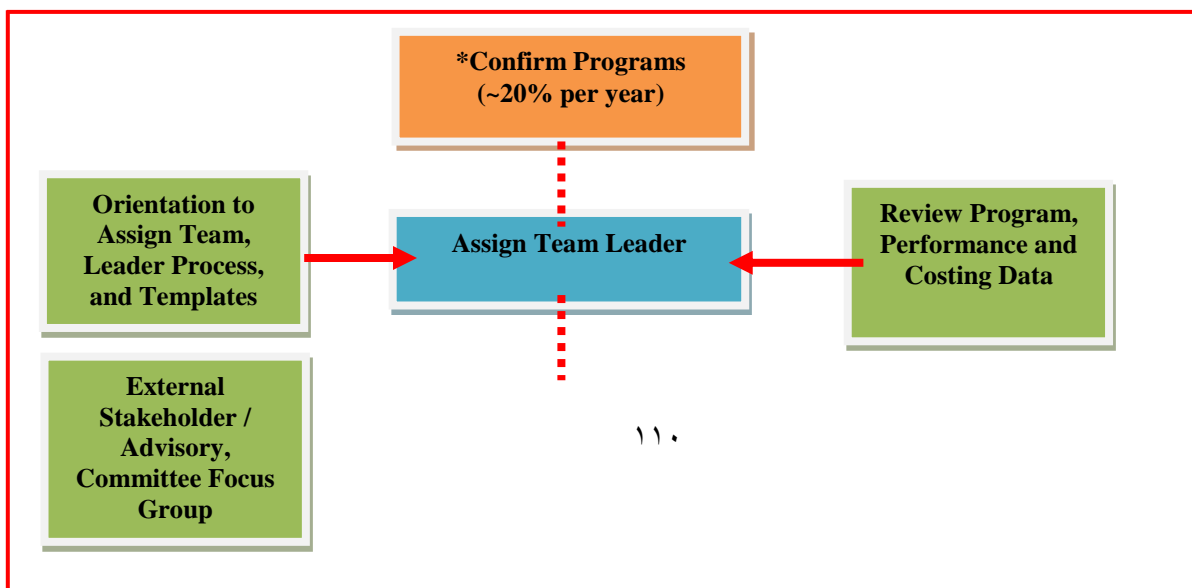 *Confirm Programs
(~20% per year)
Orientation to
Assign Team,
Leader Process,
and Templates
Assign Team Leader
Review Program,
Performance and
Costing Data
External
Stakeholder /
Advisory,
Committee Focus
Group
١١٠